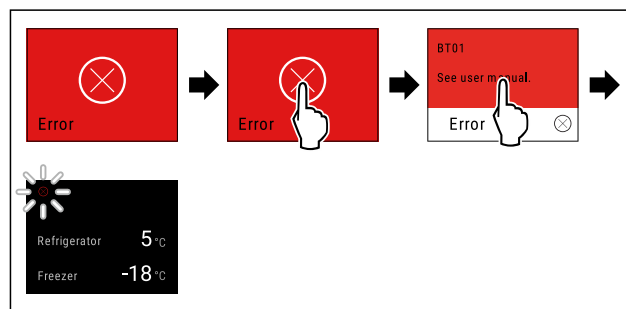 Error
Error
BT01
See user manual.
Error
Refrigerator 5°C
Freezer -18°C